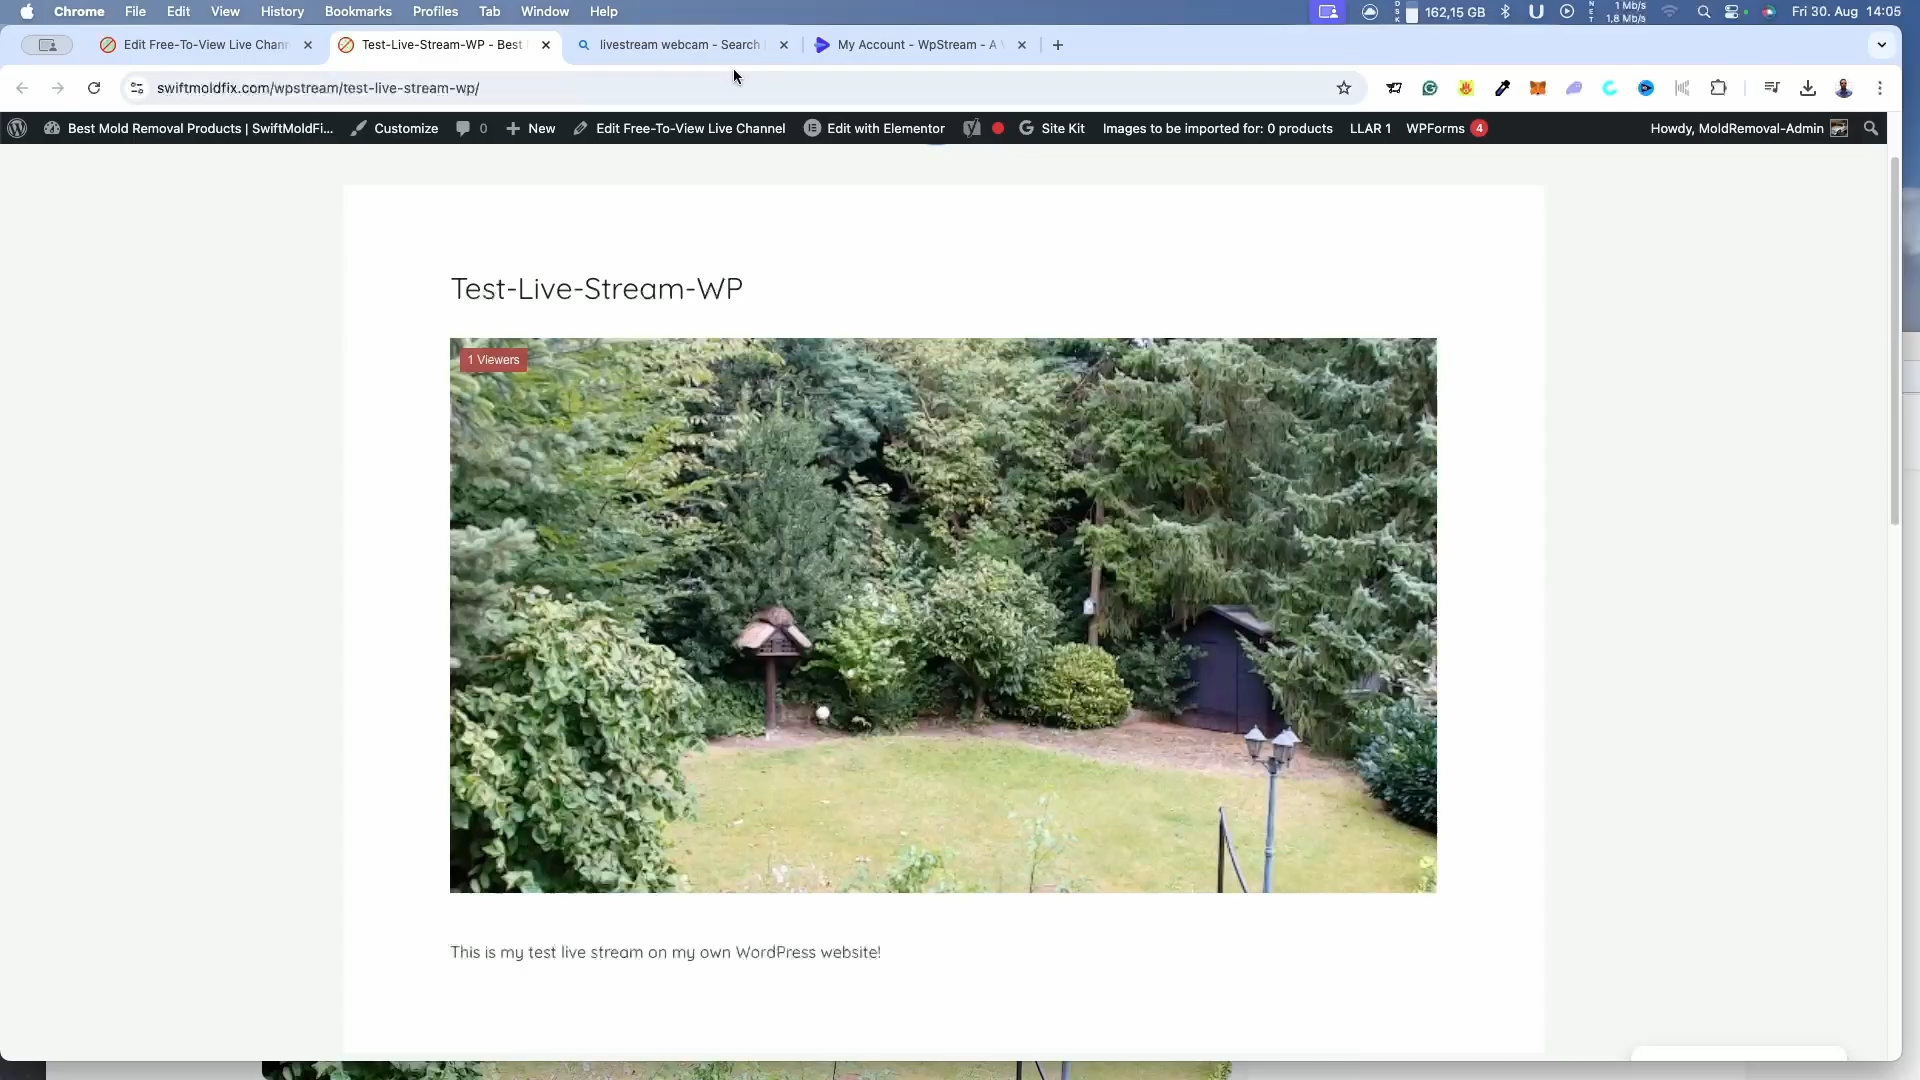 Chrome File Edit View History Bookmarks Profiles Tab Window Help
162,15 GB
1 Mb/s
1,8 Mb/s
Fri 30. Aug 14:05
Edit Free-To-View Live Chann
Test-Live-Stream-WP - Best
livestream webcam - Search
My Account - WpStream - A
swiftmoldfix.com/wpstream/test-live-stream-wp/
Best Mold Removal Products | SwiftMoldFi... Customize 0 New Edit Free-To-View Live Channel Edit with Elementor Site Kit Images to be imported for: 0 products LLAR 1 WPForms 4 Howdy, MoldRemoval-Admin
Test-Live-Stream-WP
1 Viewers
This is my test live stream on my own WordPress website!